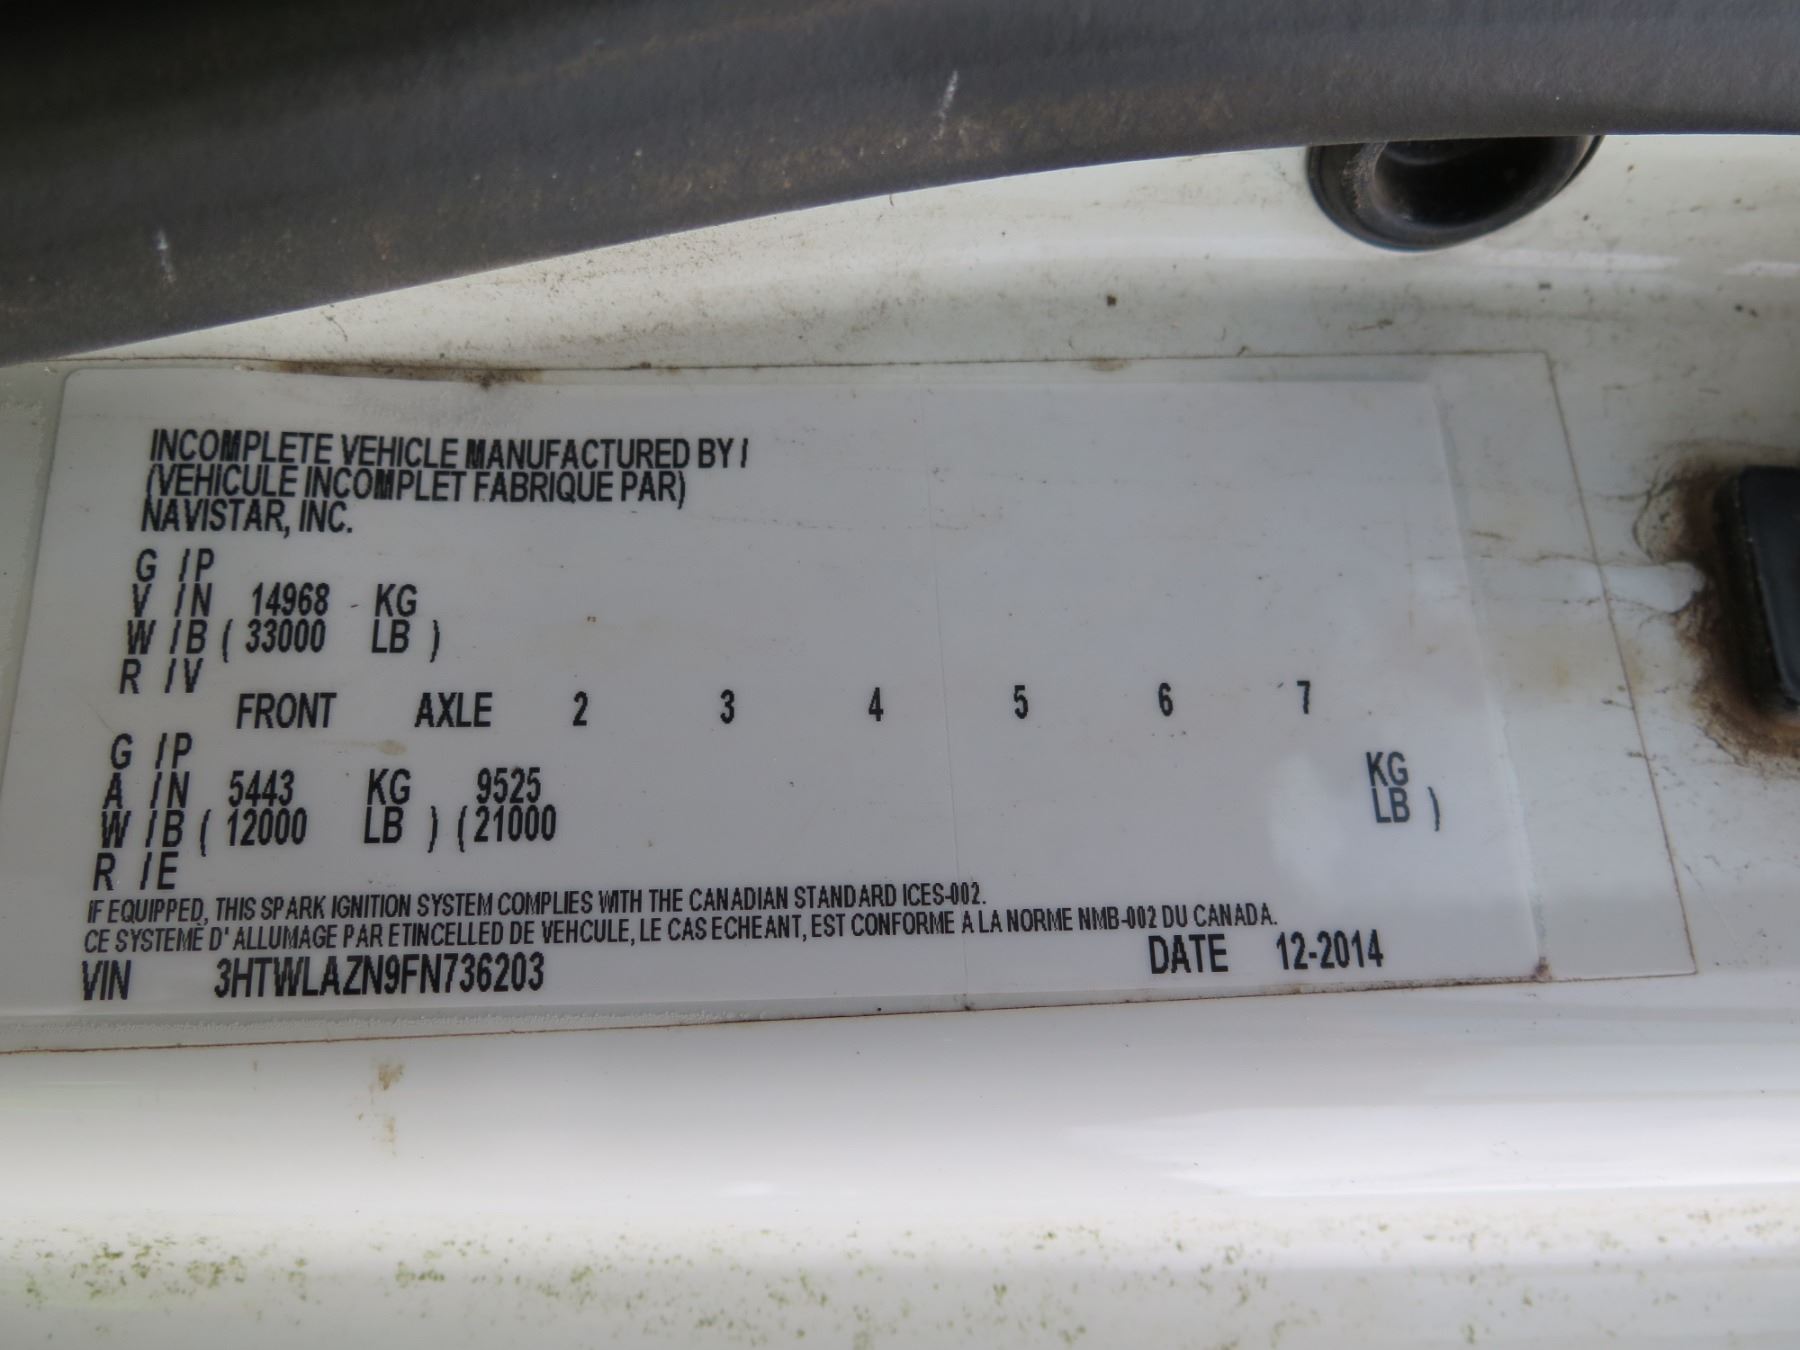 INCOMPLETE VEHICLE MANUFACTURED BY /
(VEHICULE INCOMPLET FABRIQUE PAR)
NAVISTAR, INC.
G / P
V / N 14968 KG
W / B ( 33000 LB )
R / V
FRONT AXLE 2 3 4 5 6 7
G / P
A / N 5443 KG 9525 KG
W / B ( 12000 LB ) ( 21000 LB )
R / E
IF EQUIPPED, THIS SPARK IGNITION SYSTEM COMPLIES WITH THE CANADIAN STANDARD ICES-002.
CE SYSTEME D' ALLUMAGE PAR ETINCELLED DE VEHCULE, LE CAS ECHEANT, EST CONFORME A LA NORME NMB-002 DU CANADA.
VIN 3HTWLAZN9FN736203 DATE 12-2014